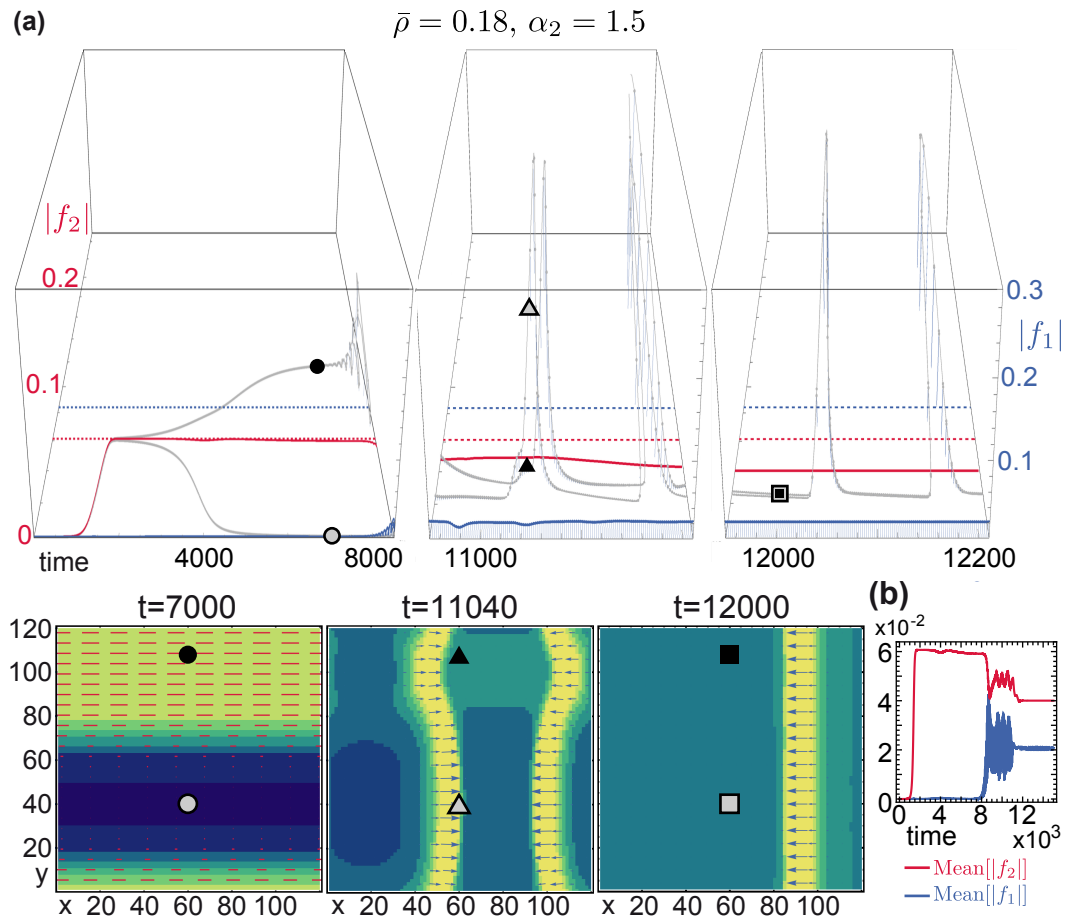 (a)
ρ̄ = 0.18, α₂ = 1.5
|f₂|
0.2
0.1
0
0.3
|f₁|
0.2
0.1
time 4000 8000 11000 12000 12200
t=7000 t=11040 t=12000 (b)
120
100
80
60
40
20
y
x 20 40 60 80 100
x 20 40 60 80 100
x 20 40 60 80 100
x10⁻²
6
4
2
0
0 4 8 12
time x10³
Mean[|f₂|]
Mean[|f₁|]